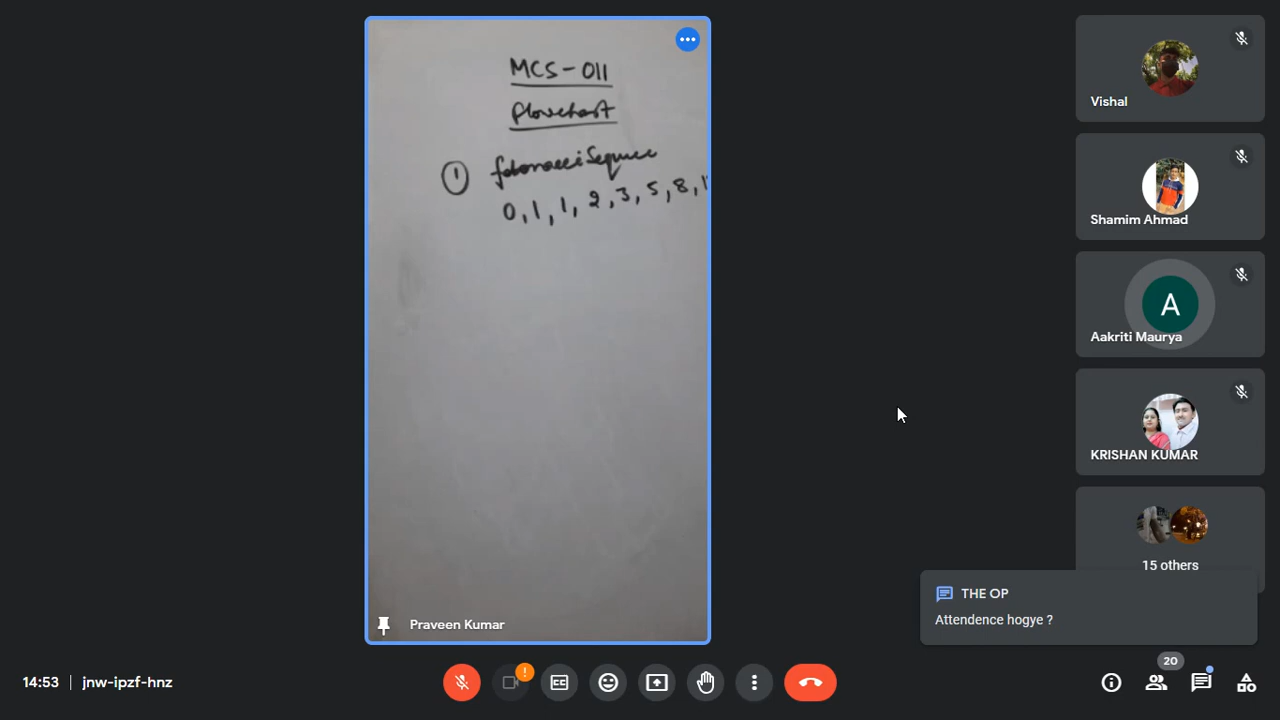 MCS-011
Flowchart
① fibonacci Sequence
0, 1, 1, 2, 3, 5, 8, 1
Praveen Kumar
Vishal
Shamim Ahmad
A
Aakriti Maurya
KRISHAN KUMAR
15 others
THE OP
Attendence hogye ?
14:53 | jnw-ipzf-hnz
20